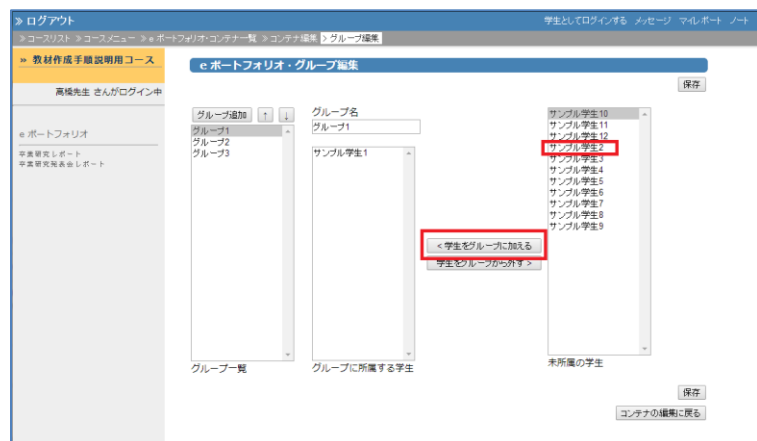 » ログアウト
学生としてログインする メッセージ マイレポート ノート
»コースリスト »コースメニュー »eポートフォリオ・コンテナ一覧 »コンテナ編集 > グループ編集
» 教材作成手順説明用コース
eポートフォリオ・グループ編集
高橋先生 さんがログイン中
保存
グループ追加 ↑ ↓
グループ名
グループ1
グループ1
グループ2
グループ3
サンプル学生1
サンプル学生10
サンプル学生11
サンプル学生12
サンプル学生2
サンプル学生3
サンプル学生4
サンプル学生5
サンプル学生6
サンプル学生7
サンプル学生8
サンプル学生9
eポートフォリオ
卒業研究レポート
卒業研究発表会レポート
<学生をグループに加える
学生をグループから外す >
グループ一覧
グループに所属する学生
未所属の学生
保存
コンテナの編集に戻る